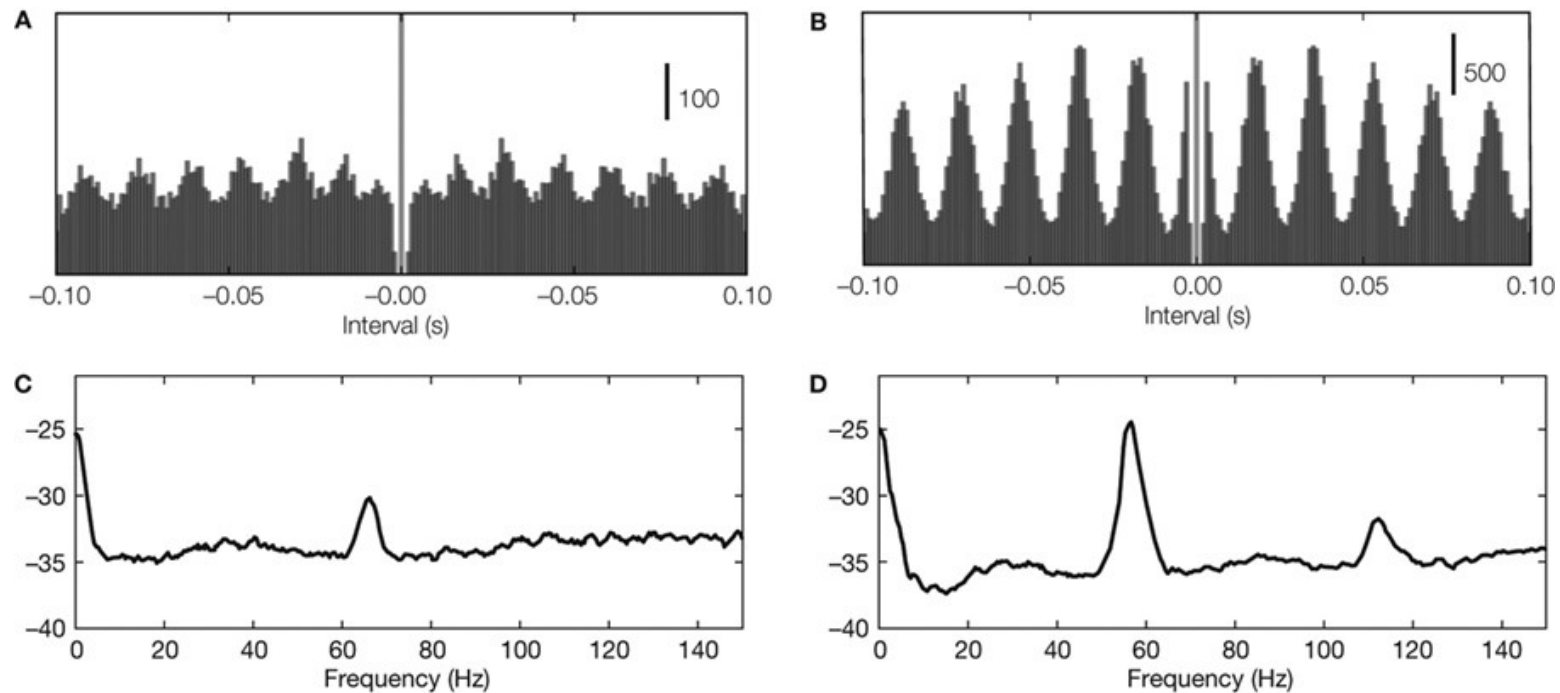 A
100
−0.10 −0.05 −0.00 −0.05 0.10
Interval (s)
B
500
−0.10 −0.05 0.00 0.05 0.10
Interval (s)
C
−25
−30
−35
−40
0 20 40 60 80 100 120 140
Frequency (Hz)
D
−25
−30
−35
−40
0 20 40 60 80 100 120 140
Frequency (Hz)